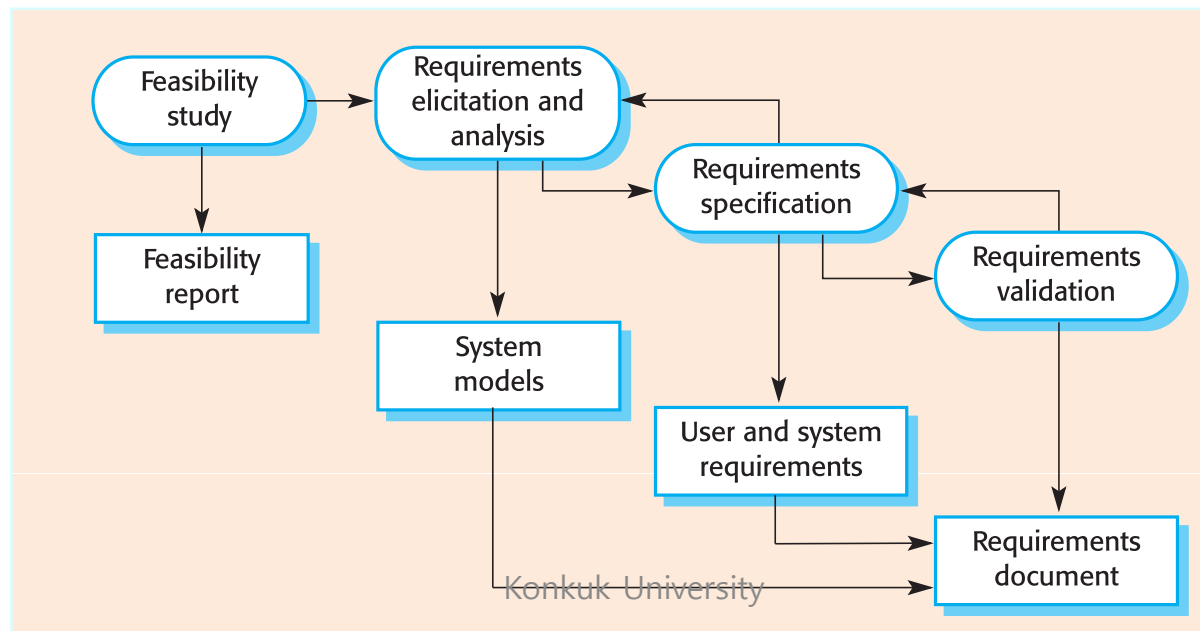 Feasibility
study
Requirements
elicitation and
analysis
Requirements
specification
Requirements
validation
Feasibility
report
System
models
User and system
requirements
Requirements
document
Konkuk University